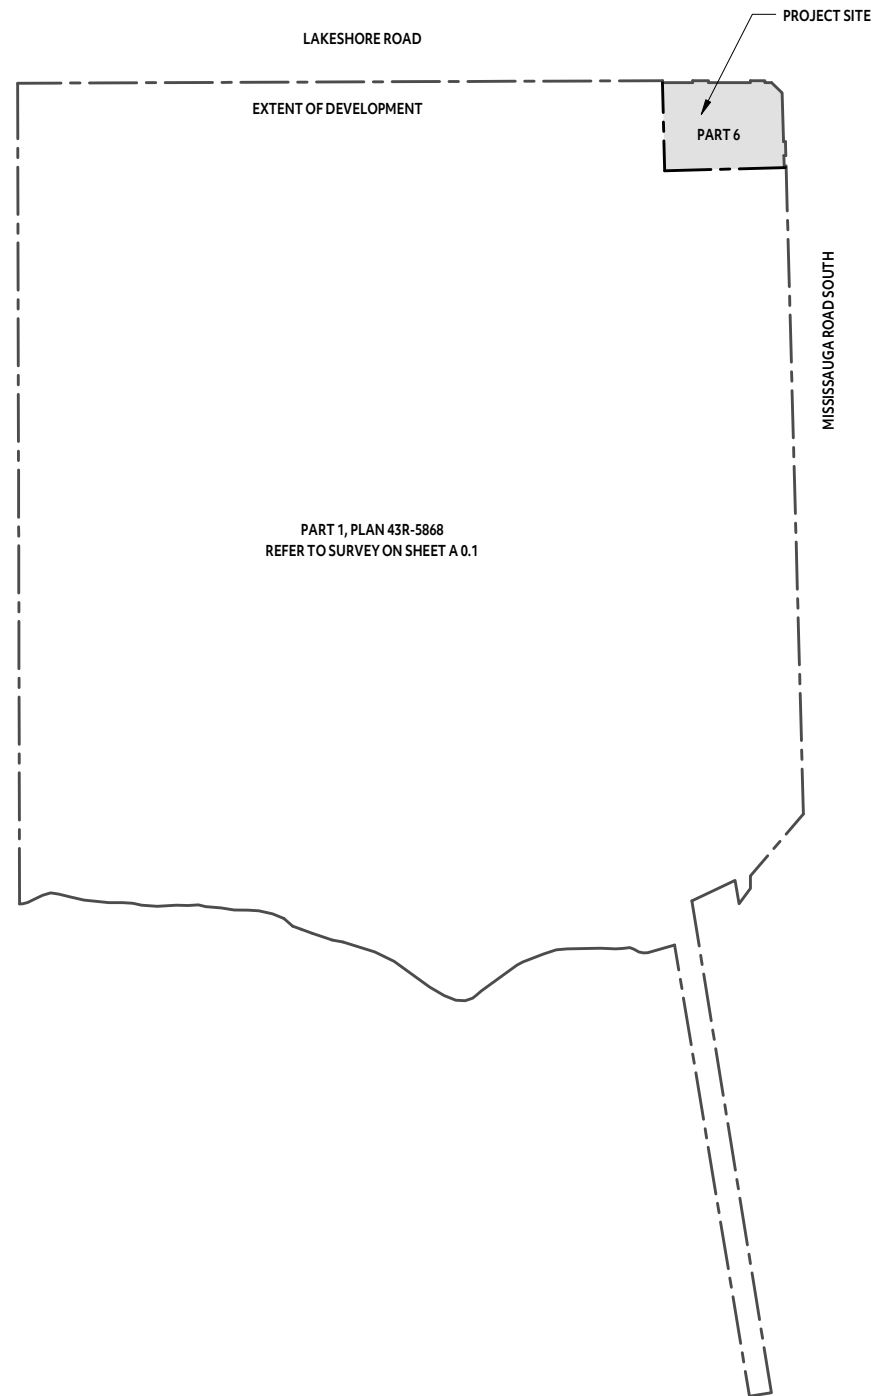 PROJECT SITE
LAKESHORE ROAD
EXTENT OF DEVELOPMENT
PART 6
MISSISSAUGA ROAD SOUTH
PART 1, PLAN 43R-5868
REFER TO SURVEY ON SHEET A 0.1